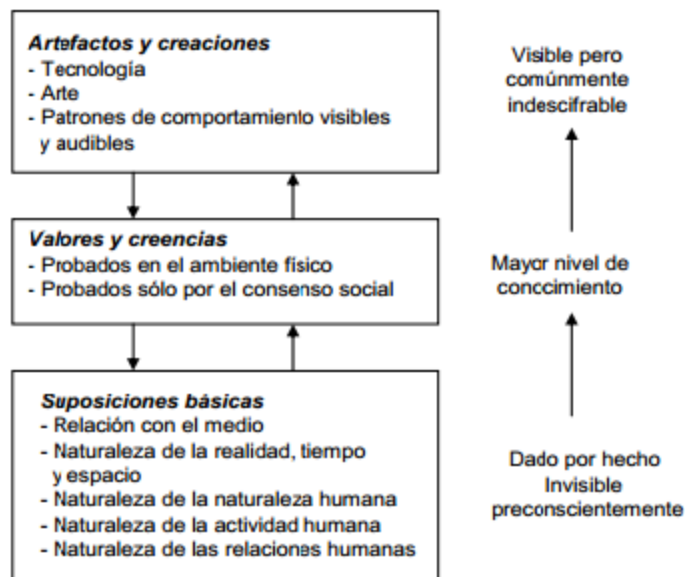 Artefactos y creaciones
- Tecnología
- Arte
- Patrones de comportamiento visibles
y audibles
Visible pero
comúnmente
indescifrable
Valores y creencias
- Probados en el ambiente físico
- Probados sólo por el consenso social
Mayor nivel de
conocimiento
Suposiciones básicas
- Relación con el medio
- Naturaleza de la realidad, tiempo
y espacio
- Naturaleza de la naturaleza humana
- Naturaleza de la actividad humana
- Naturaleza de las relaciones humanas
Dado por hecho
Invisible
preconscientemente